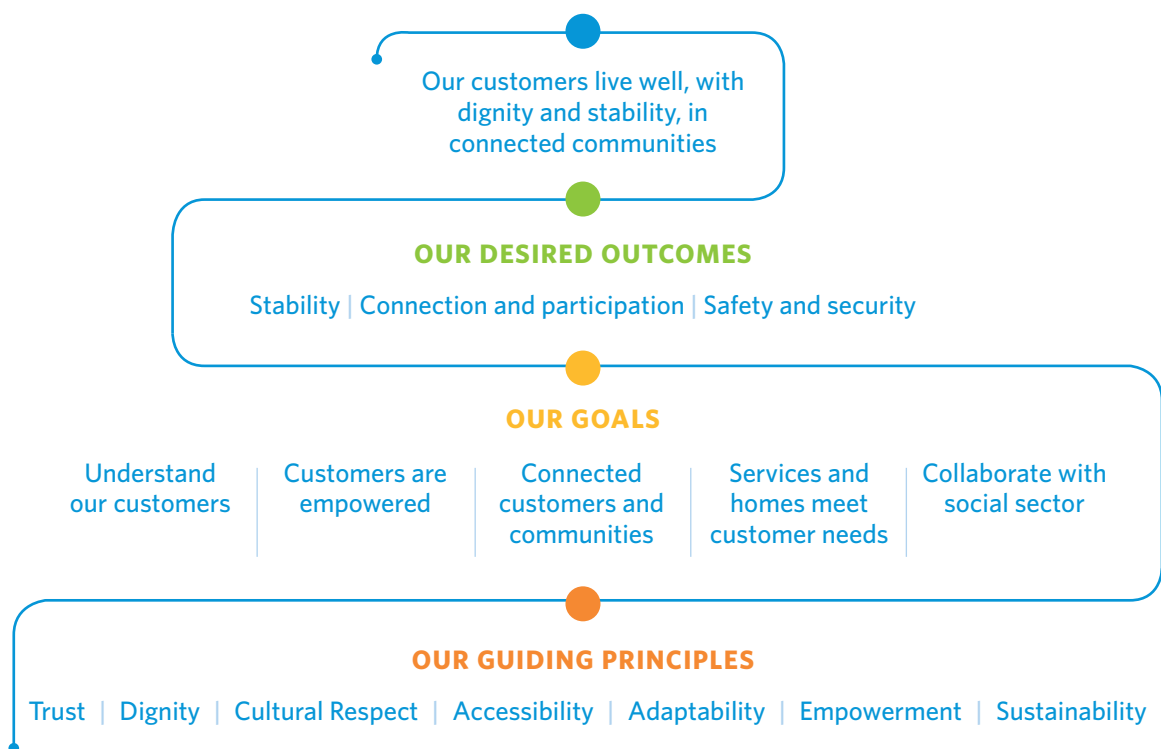 Our customers live well, with
dignity and stability, in
connected communities
OUR DESIRED OUTCOMES
Stability | Connection and participation | Safety and security
OUR GOALS
Understand
our customers
Customers are
empowered
Connected
customers and
communities
Services and
homes meet
customer needs
Collaborate with
social sector
OUR GUIDING PRINCIPLES
Trust | Dignity | Cultural Respect | Accessibility | Adaptability | Empowerment | Sustainability